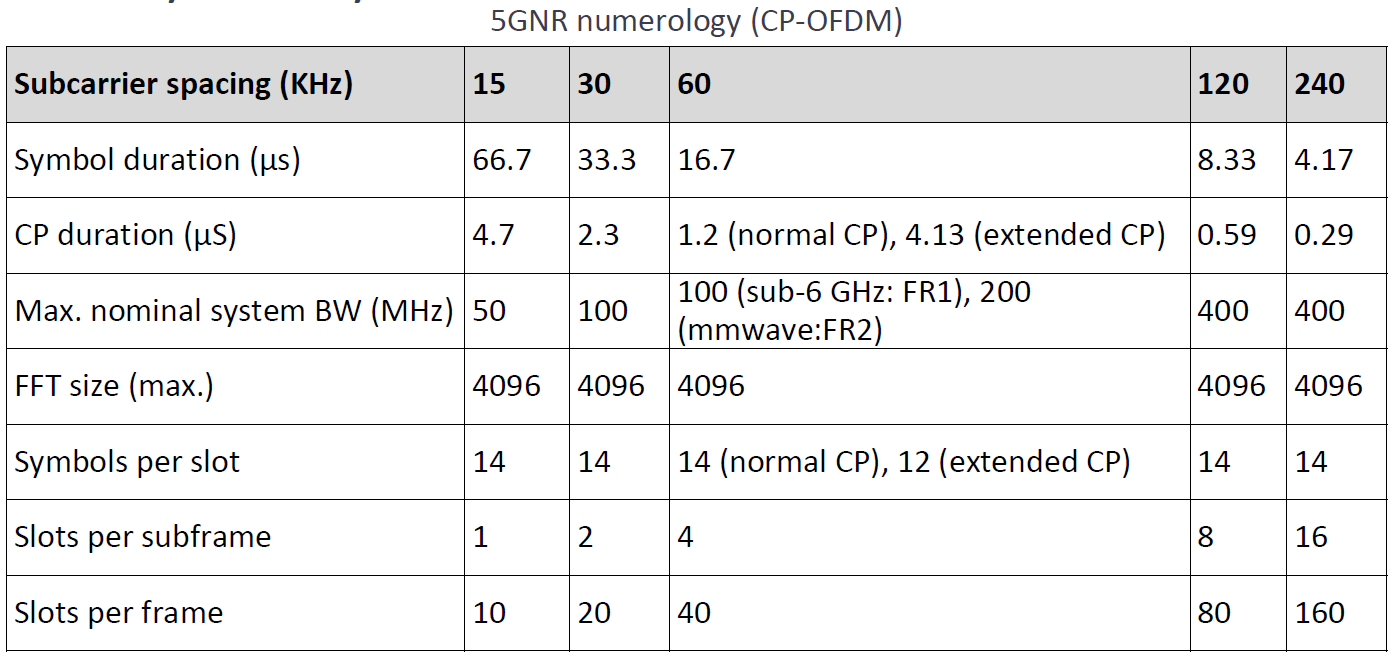 5GNR numerology (CP-OFDM)
Subcarrier spacing (KHz) 15 30 60 120 240
Symbol duration (µs) 66.7 33.3 16.7 8.33 4.17
CP duration (µS) 4.7 2.3 1.2 (normal CP), 4.13 (extended CP) 0.59 0.29
Max. nominal system BW (MHz) 50 100 100 (sub-6 GHz: FR1), 200 (mmwave:FR2) 400 400
FFT size (max.) 4096 4096 4096 4096 4096
Symbols per slot 14 14 14 (normal CP), 12 (extended CP) 14 14
Slots per subframe 1 2 4 8 16
Slots per frame 10 20 40 80 160